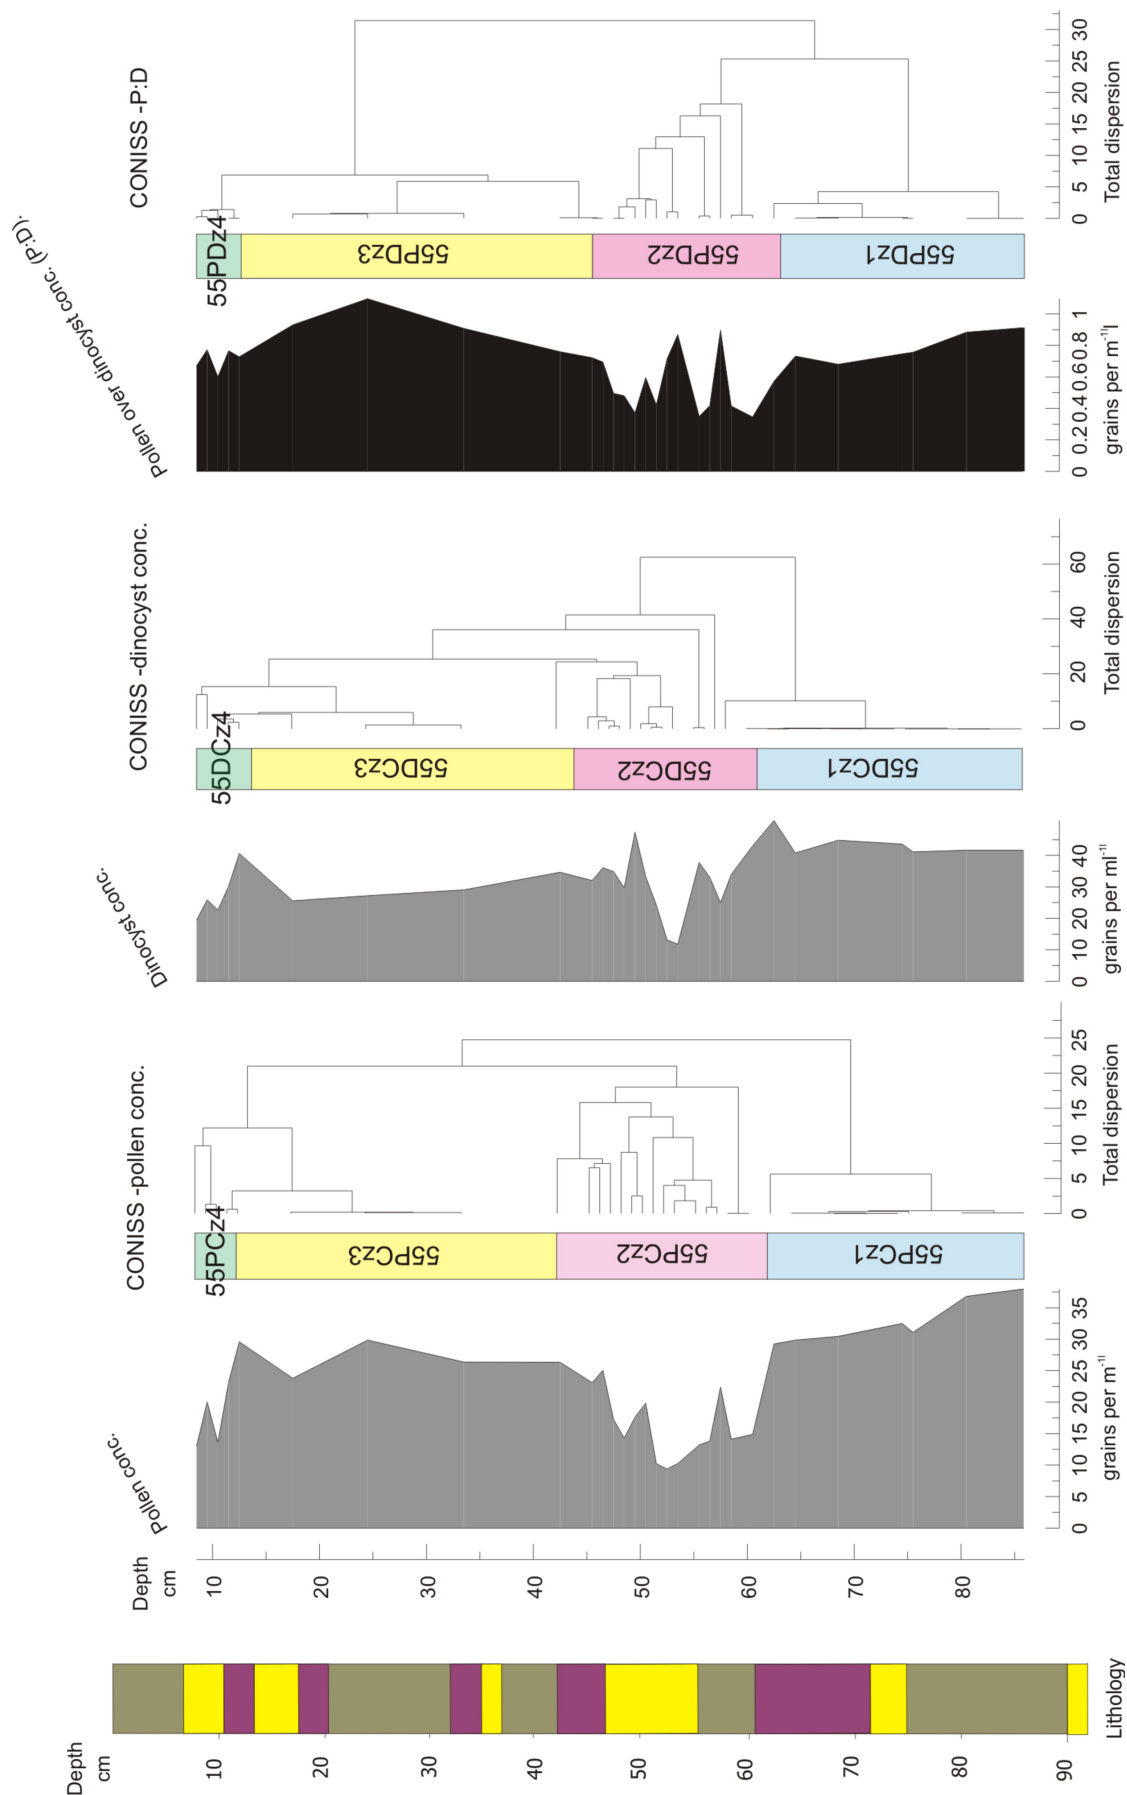 CONISS -P:D
0 5 10 15 20 25 30
Total dispersion
55PDz4
55PDz3
55PDz2
55PDz1
Pollen over dinocyst conc. (P:D).
0 0.2 0.4 0.6 0.8 1
grains per m⁻¹l
CONISS -dinocyst conc.
0 20 40 60
Total dispersion
55DCz4
55DCz3
55DCz2
55DCz1
Dinocyst conc.
0 10 20 30 40
grains per ml⁻¹l
CONISS -pollen conc.
0 5 10 15 20 25
Total dispersion
55PCz4
55PCz3
55PCz2
55PCz1
Pollen conc.
0 5 10 15 20 25 30 35
grains per m⁻¹l
Depth
cm
10 20 30 40 50 60 70 80
Lithology
Depth
cm
10 20 30 40 50 60 70 80 90